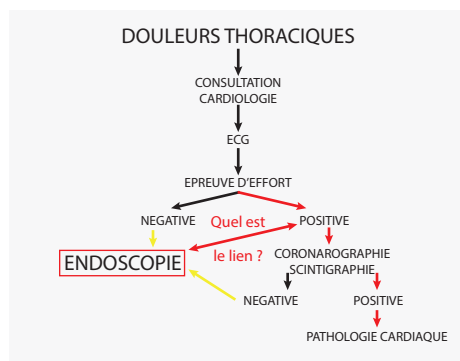 DOULEURS THORACIQUES
CONSULTATION
CARDIOLOGIE
ECG
EPREUVE D'EFFORT
NEGATIVE
Quel est
POSITIVE
le lien ?
ENDOSCOPIE
CORONAROGRAPHIE
SCINTIGRAPHIE
NEGATIVE
POSITIVE
PATHOLOGIE CARDIAQUE